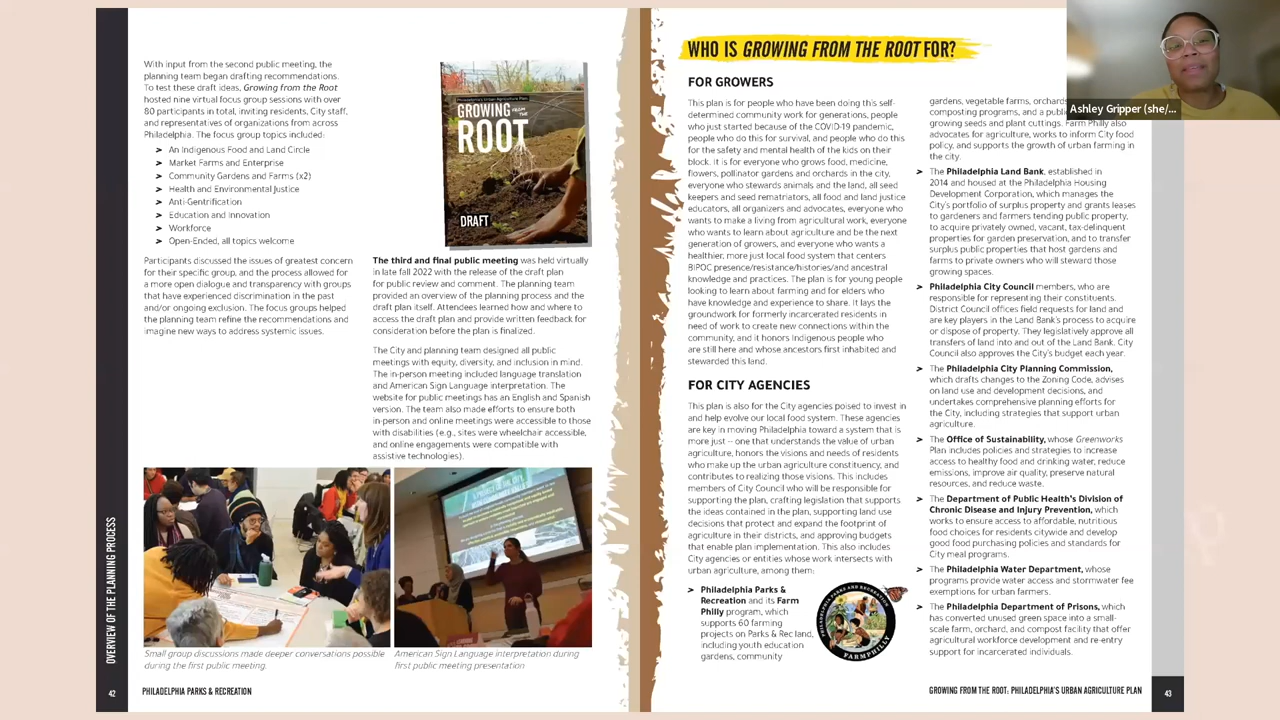 With input from the second public meeting, the
planning team began drafting recommendations.
To test these draft ideas, Growing from the Root
hosted nine virtual focus group sessions with over
80 participants in total, inviting residents, City staff,
and representatives of organizations from across
Philadelphia. The focus group topics included:
➤ An Indigenous Food and Land Circle
➤ Market Farms and Enterprise
➤ Community Gardens and Farms (x2)
➤ Health and Environmental Justice
➤ Anti-Gentrification
➤ Education and Innovation
➤ Workforce
➤ Open-Ended, all topics welcome
Participants discussed the issues of greatest concern
for their specific group, and the process allowed for
a more open dialogue and transparency with groups
that have experienced discrimination in the past
and/or ongoing exclusion. The focus groups helped
the planning team refine the recommendations and
imagine new ways to address systemic issues.
Philadelphia's Urban Agriculture Plan
GROWING
FROM THE
ROOT
DRAFT
The third and final public meeting was held virtually
in late fall 2022 with the release of the draft plan
for public review and comment. The planning team
provided an overview of the planning process and the
draft plan itself. Attendees learned how and where to
access the draft plan and provide written feedback for
consideration before the plan is finalized.
The City and planning team designed all public
meetings with equity, diversity, and inclusion in mind.
The in-person meeting included language translation
and American Sign Language interpretation. The
website for public meetings has an English and Spanish
version. The team also made efforts to ensure both
in-person and online meetings were accessible to those
with disabilities (e.g., sites were wheelchair accessible,
and online engagements were compatible with
assistive technologies).
Small group discussions made deeper conversations possible
during the first public meeting.
American Sign Language interpretation during
first public meeting presentation
OVERVIEW OF THE PLANNING PROCESS
42
PHILADELPHIA PARKS & RECREATION
WHO IS GROWING FROM THE ROOT FOR?
FOR GROWERS
This plan is for people who have been doing this self-
determined community work for generations, people
who just started because of the COVID-19 pandemic,
people who do this for survival, and people who do this
for the safety and mental health of the kids on their
block. It is for everyone who grows food, medicine,
flowers, pollinator gardens and orchards in the city,
everyone who stewards animals and the land, all seed
keepers and seed rematriators, all food and land justice
educators, all organizers and advocates, everyone who
wants to make a living from agricultural work, everyone
who wants to learn about agriculture and be the next
generation of growers, and everyone who wants a
healthier, more just local food system that centers
BIPOC presence/resistance/histories/and ancestral
knowledge and practices. The plan is for young people
looking to learn about farming and for elders who
have knowledge and experience to share. It lays the
groundwork for formerly incarcerated residents in
need of work to create new connections within the
community, and it honors Indigenous people who
are still here and whose ancestors first inhabited and
stewarded this land.
FOR CITY AGENCIES
This plan is also for the City agencies poised to invest in
and help evolve our local food system. These agencies
are key in moving Philadelphia toward a system that is
more just -- one that understands the value of urban
agriculture, honors the visions and needs of residents
who make up the urban agriculture constituency, and
contributes to realizing those visions. This includes
members of City Council who will be responsible for
supporting the plan, crafting legislation that supports
the ideas contained in the plan, supporting land use
decisions that protect and expand the footprint of
agriculture in their districts, and approving budgets
that enable plan implementation. This also includes
City agencies or entities whose work intersects with
urban agriculture, among them:
➤ Philadelphia Parks &
Recreation and its Farm
Philly program, which
supports 60 farming
projects on Parks & Rec land,
including youth education
gardens, community
PHILADELPHIA PARKS AND RECREATION
FARMPHILLY
gardens, vegetable farms, orchards
composting programs, and a publi
growing seeds and plant cuttings. Farm Philly also
advocates for agriculture, works to inform City food
policy, and supports the growth of urban farming in
the city.
➤ The Philadelphia Land Bank, established in
2014 and housed at the Philadelphia Housing
Development Corporation, which manages the
City's portfolio of surplus property and grants leases
to gardeners and farmers tending public property,
to acquire privately owned, vacant, tax-delinquent
properties for garden preservation, and to transfer
surplus public properties that host gardens and
farms to private owners who will steward those
growing spaces.
➤ Philadelphia City Council members, who are
responsible for representing their constituents.
District Council offices field requests for land and
are key players in the Land Bank's process to acquire
or dispose of property. They legislatively approve all
transfers of land into and out of the Land Bank. City
Council also approves the City's budget each year.
➤ The Philadelphia City Planning Commission,
which drafts changes to the Zoning Code, advises
on land use and development decisions, and
undertakes comprehensive planning efforts for
the City, including strategies that support urban
agriculture.
➤ The Office of Sustainability, whose Greenworks
Plan includes policies and strategies to increase
access to healthy food and drinking water, reduce
emissions, improve air quality, preserve natural
resources, and reduce waste.
➤ The Department of Public Health's Division of
Chronic Disease and Injury Prevention, which
works to ensure access to affordable, nutritious
food choices for residents citywide and develop
good food purchasing policies and standards for
City meal programs.
➤ The Philadelphia Water Department, whose
programs provide water access and stormwater fee
exemptions for urban farmers.
➤ The Philadelphia Department of Prisons, which
has converted unused green space into a small-
scale farm, orchard, and compost facility that offer
agricultural workforce development and re-entry
support for incarcerated individuals.
GROWING FROM THE ROOT: PHILADELPHIA'S URBAN AGRICULTURE PLAN
43
Ashley Gripper (she/...